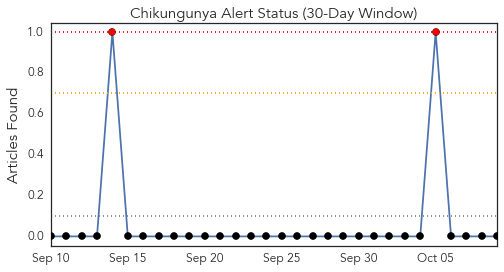 Chikungunya Alert Status (30-Day Window)
Articles Found
1.0
0.8
0.6
0.4
0.2
0.0
Sep 10 Sep 15 Sep 20 Sep 25 Sep 30 Oct 05